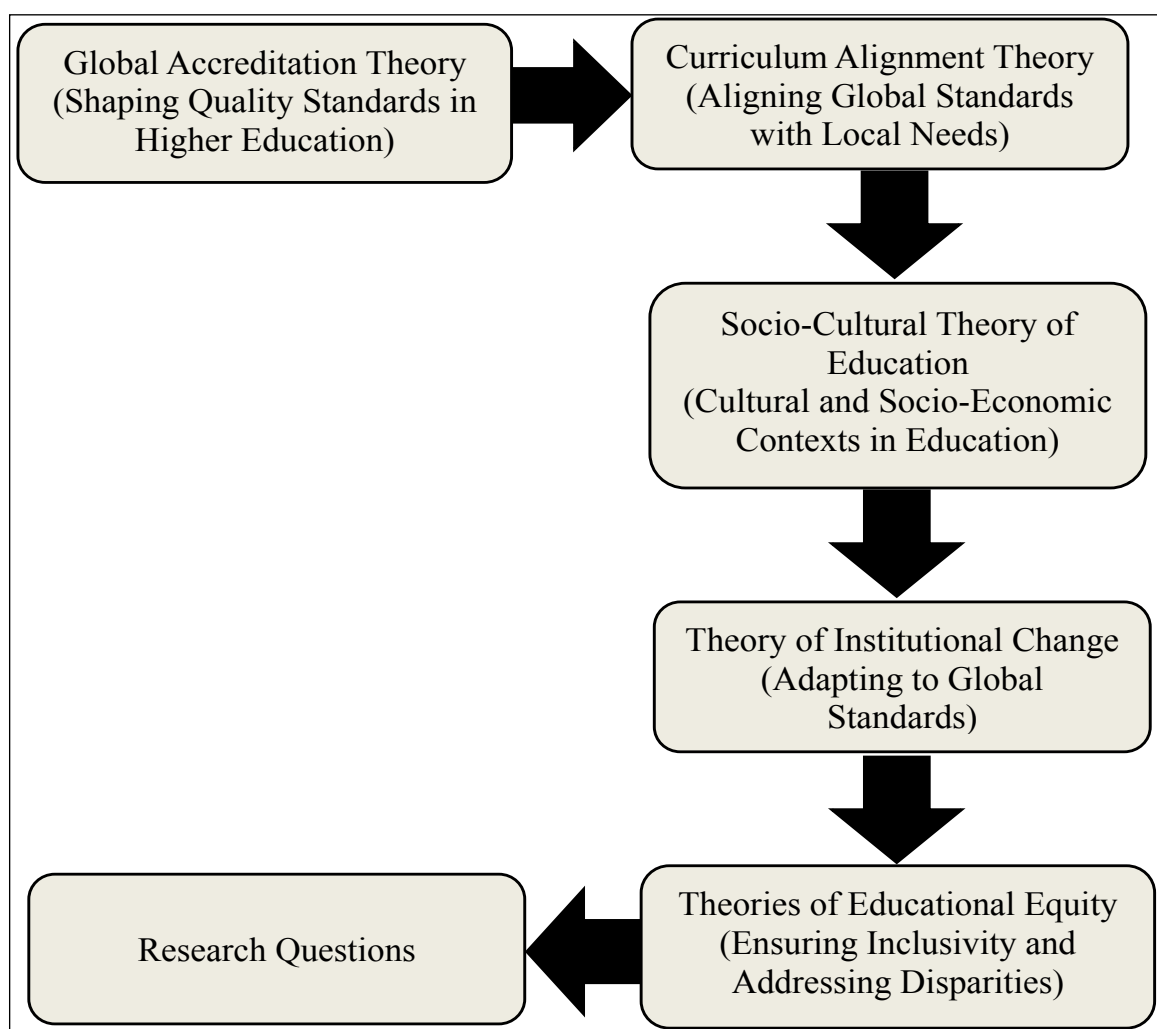 Global Accreditation Theory
(Shaping Quality Standards in
Higher Education)
Curriculum Alignment Theory
(Aligning Global Standards
with Local Needs)
Socio-Cultural Theory of
Education
(Cultural and Socio-Economic
Contexts in Education)
Theory of Institutional Change
(Adapting to Global
Standards)
Theories of Educational Equity
(Ensuring Inclusivity and
Addressing Disparities)
Research Questions